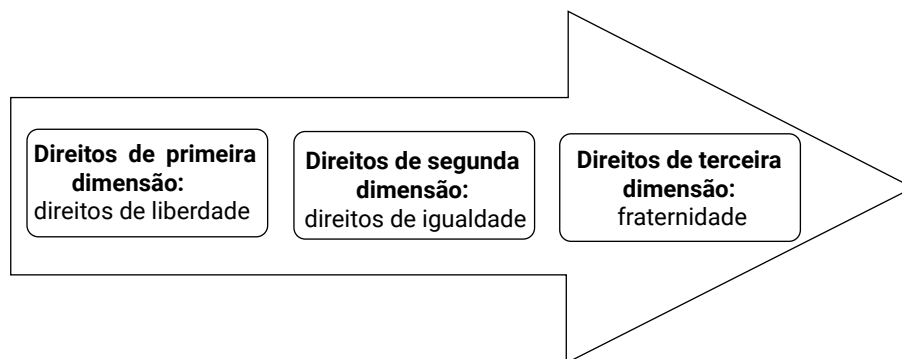 Direitos de primeira
dimensão:
direitos de liberdade
Direitos de segunda
dimensão:
direitos de igualdade
Direitos de terceira
dimensão:
fraternidade